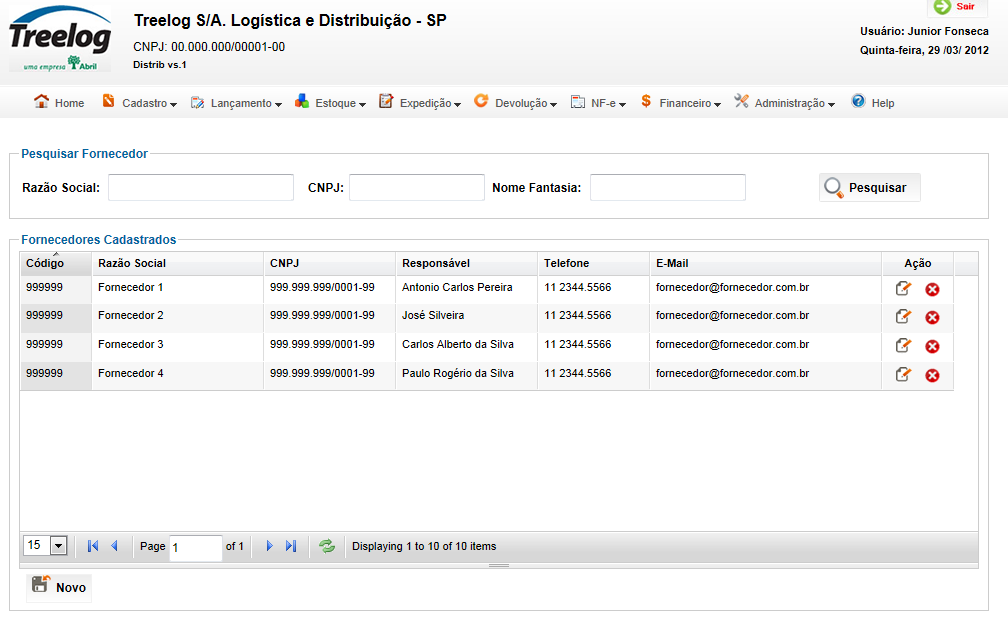 Treelog
uma empresa Abril
Treelog S/A. Logística e Distribuição - SP
CNPJ: 00.000.000/00001-00
Distrib vs.1
Sair
Usuário: Junior Fonseca
Quinta-feira, 29 /03/ 2012
Home Cadastro Lançamento Estoque Expedição Devolução NF-e Financeiro Administração Help
Pesquisar Fornecedor
Razão Social: CNPJ: Nome Fantasia: Pesquisar
Fornecedores Cadastrados
Código Razão Social CNPJ Responsável Telefone E-Mail Ação
999999 Fornecedor 1 999.999.999/0001-99 Antonio Carlos Pereira 11 2344.5566 fornecedor@fornecedor.com.br
999999 Fornecedor 2 999.999.999/0001-99 José Silveira 11 2344.5566 fornecedor@fornecedor.com.br
999999 Fornecedor 3 999.999.999/0001-99 Carlos Alberto da Silva 11 2344.5566 fornecedor@fornecedor.com.br
999999 Fornecedor 4 999.999.999/0001-99 Paulo Rogério da Silva 11 2344.5566 fornecedor@fornecedor.com.br
15 Page 1 of 1 Displaying 1 to 10 of 10 items
Novo